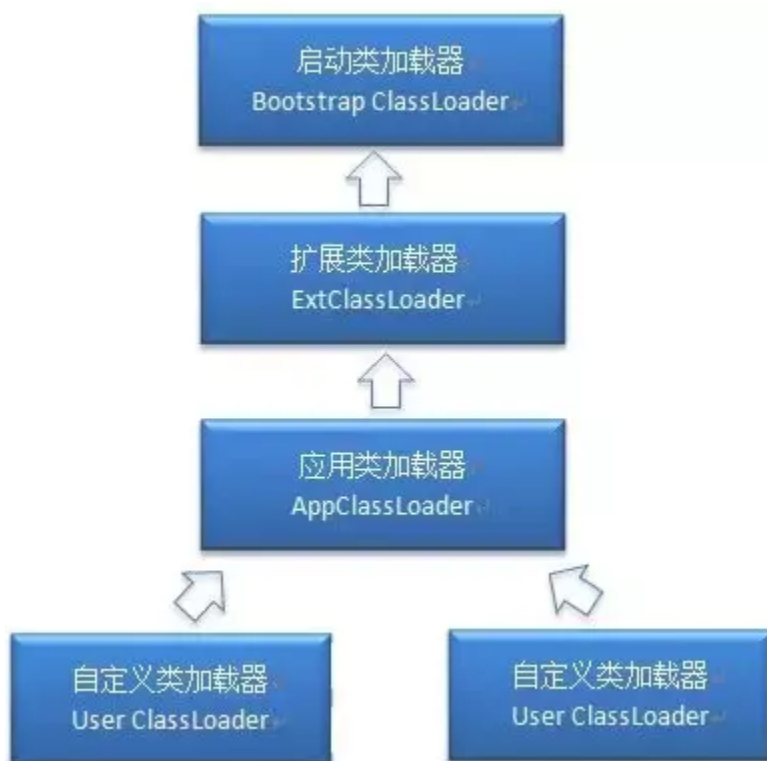 启动类加载器
Bootstrap ClassLoader
扩展类加载器
ExtClassLoader
应用类加载器
AppClassLoader
自定义类加载器
User ClassLoader
自定义类加载器
User ClassLoader